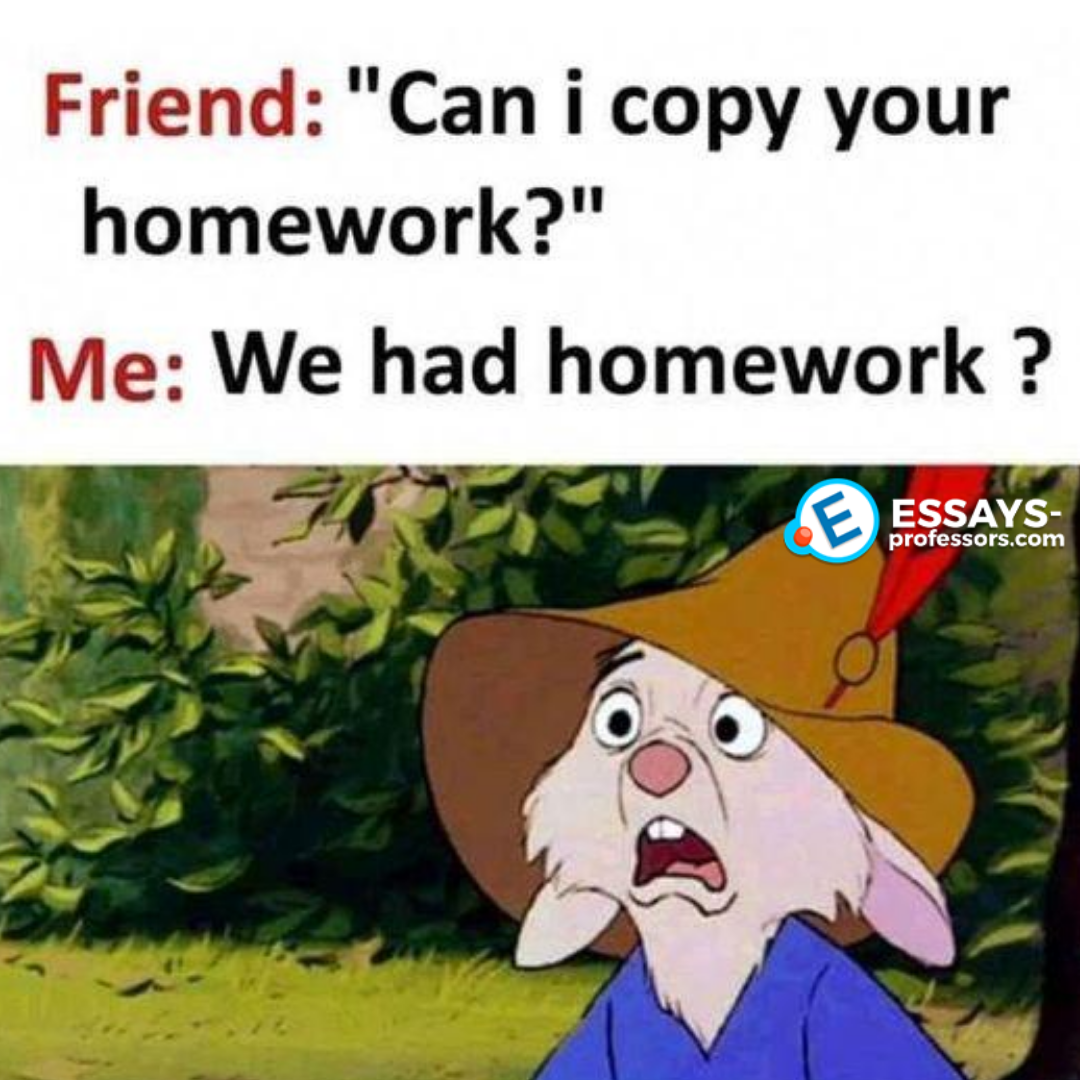 Friend: "Can i copy your
homework?"
Me: We had homework ?
E ESSAYS-
professors.com